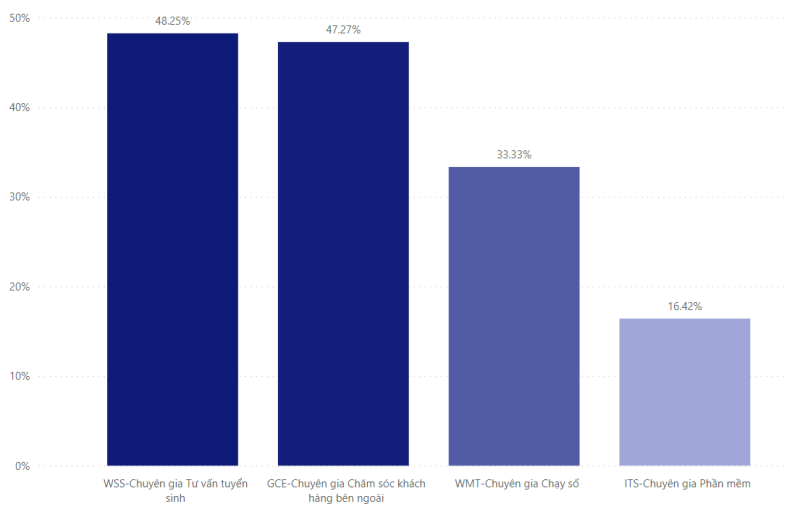 50%
48.25%
47.27%
40%
33.33%
30%
20%
16.42%
10%
0%
WSS-Chuyên gia Tư vấn tuyển
sinh
GCE-Chuyên gia Chăm sóc khách
hàng bên ngoài
WMT-Chuyên gia Chạy số
ITS-Chuyên gia Phần mềm